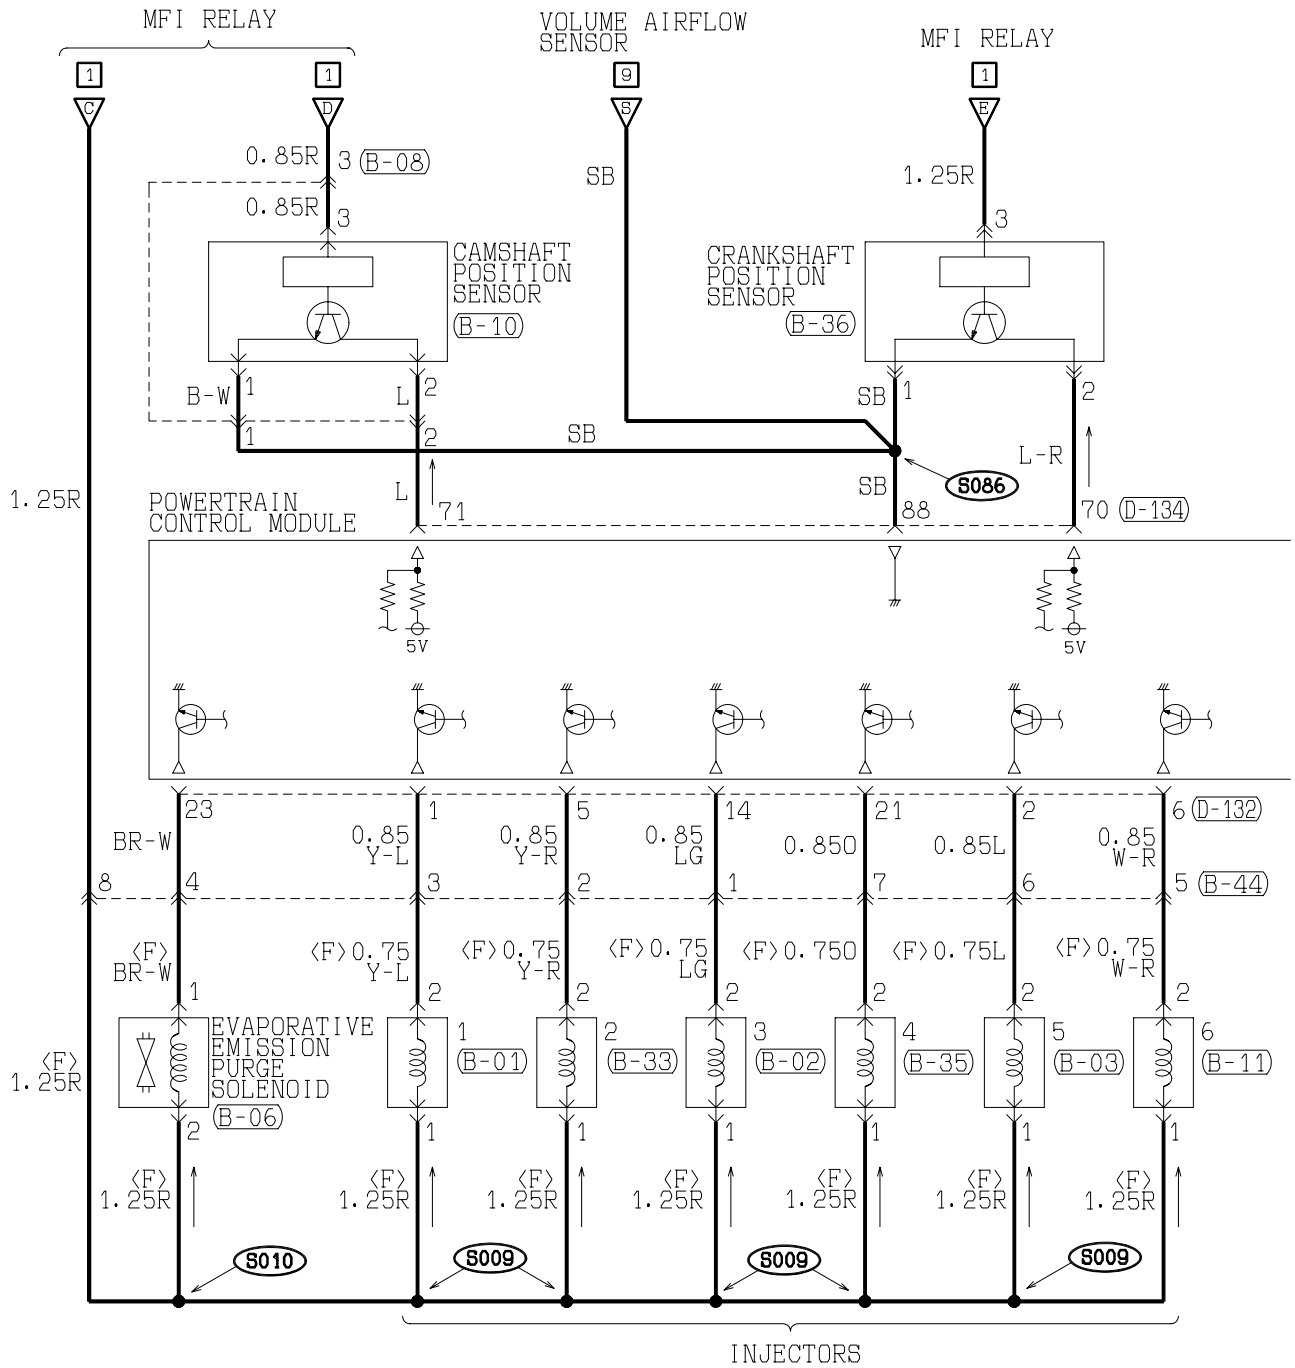 MFI RELAY
VOLUME AIRFLOW
SENSOR
MFI RELAY
1
1
9
1
C
D
S
E
0.85R
3
B-08
0.85R
3
SB
1.25R
3
CAMSHAFT
POSITION
SENSOR
B-10
CRANKSHAFT
POSITION
SENSOR
B-36
B-W
1
L
2
SB
1
2
1
2
SB
L-R
S086
1.25R
L
71
SB
88
70
D-134
POWERTRAIN
CONTROL MODULE
5V
5V
23
1
5
14
21
2
6
D-132
BR-W
0.85
Y-L
0.85
Y-R
0.85
LG
0.85O
0.85L
0.85
W-R
8
4
3
2
1
7
6
5
B-44
<F>
BR-W
<F>0.75
Y-L
<F>0.75
Y-R
<F>0.75
LG
<F>0.75O
<F>0.75L
<F>0.75
W-R
1
2
2
2
2
2
2
EVAPORATIVE
EMISSION
PURGE
SOLENOID
B-06
1
B-01
2
B-33
3
B-02
4
B-35
5
B-03
6
B-11
<F>
1.25R
2
1
1
1
1
1
1
<F>
1.25R
<F>
1.25R
<F>
1.25R
<F>
1.25R
<F>
1.25R
<F>
1.25R
<F>
1.25R
S010
S009
S009
S009
INJECTORS